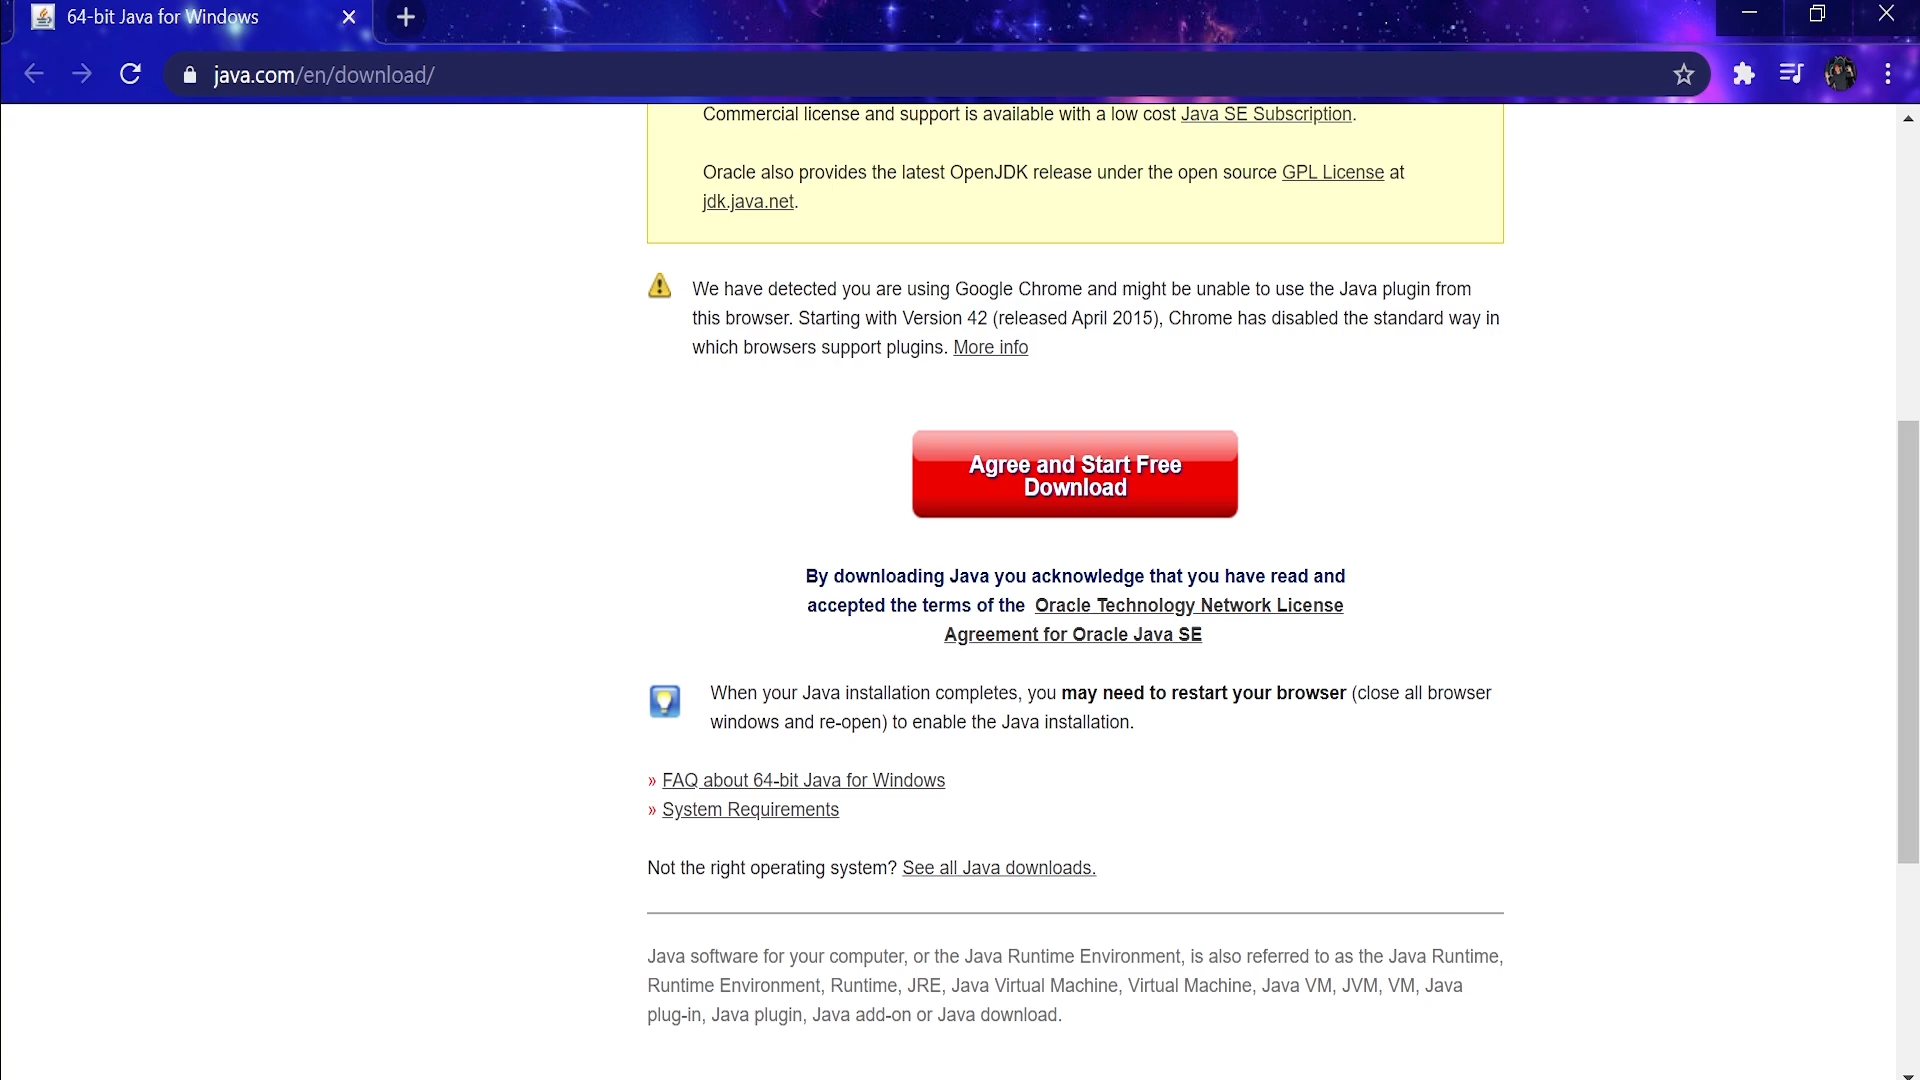 64-bit Java for Windows
java.com/en/download/
Commercial license and support is available with a low cost Java SE Subscription.
Oracle also provides the latest OpenJDK release under the open source GPL License at
jdk.java.net.
We have detected you are using Google Chrome and might be unable to use the Java plugin from
this browser. Starting with Version 42 (released April 2015), Chrome has disabled the standard way in
which browsers support plugins. More info
Agree and Start Free
Download
By downloading Java you acknowledge that you have read and
accepted the terms of the Oracle Technology Network License
Agreement for Oracle Java SE
When your Java installation completes, you may need to restart your browser (close all browser
windows and re-open) to enable the Java installation.
» FAQ about 64-bit Java for Windows
» System Requirements
Not the right operating system? See all Java downloads.
Java software for your computer, or the Java Runtime Environment, is also referred to as the Java Runtime,
Runtime Environment, Runtime, JRE, Java Virtual Machine, Virtual Machine, Java VM, JVM, VM, Java
plug-in, Java plugin, Java add-on or Java download.